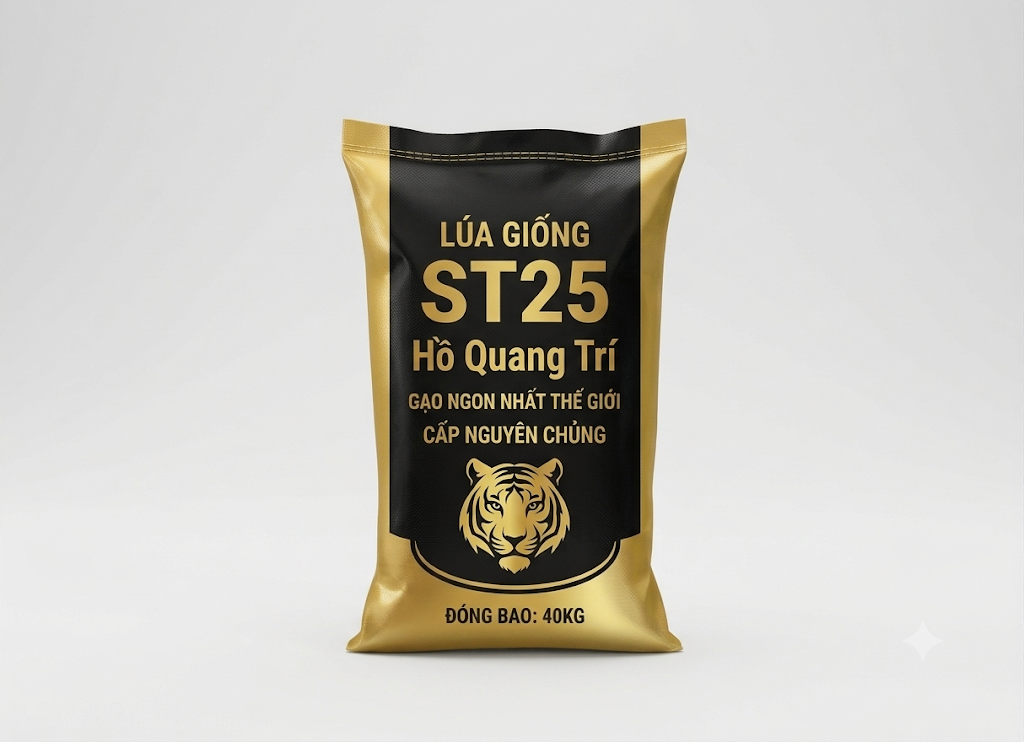 LÚA GIỐNG
ST25
Hồ Quang Trí
GẠO NGON NHẤT THẾ GIỚI
CẤP NGUYÊN CHỦNG
ĐÓNG BAO: 40KG